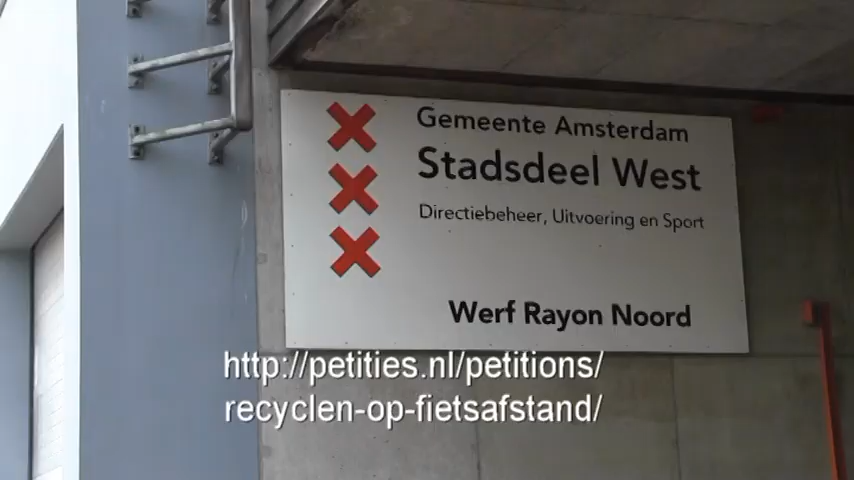 Gemeente Amsterdam
Stadsdeel West
Directiebeheer, Uitvoering en Sport
Werf Rayon Noord
http://petities.nl/petitions/
recyclen-op-fietsafstand/